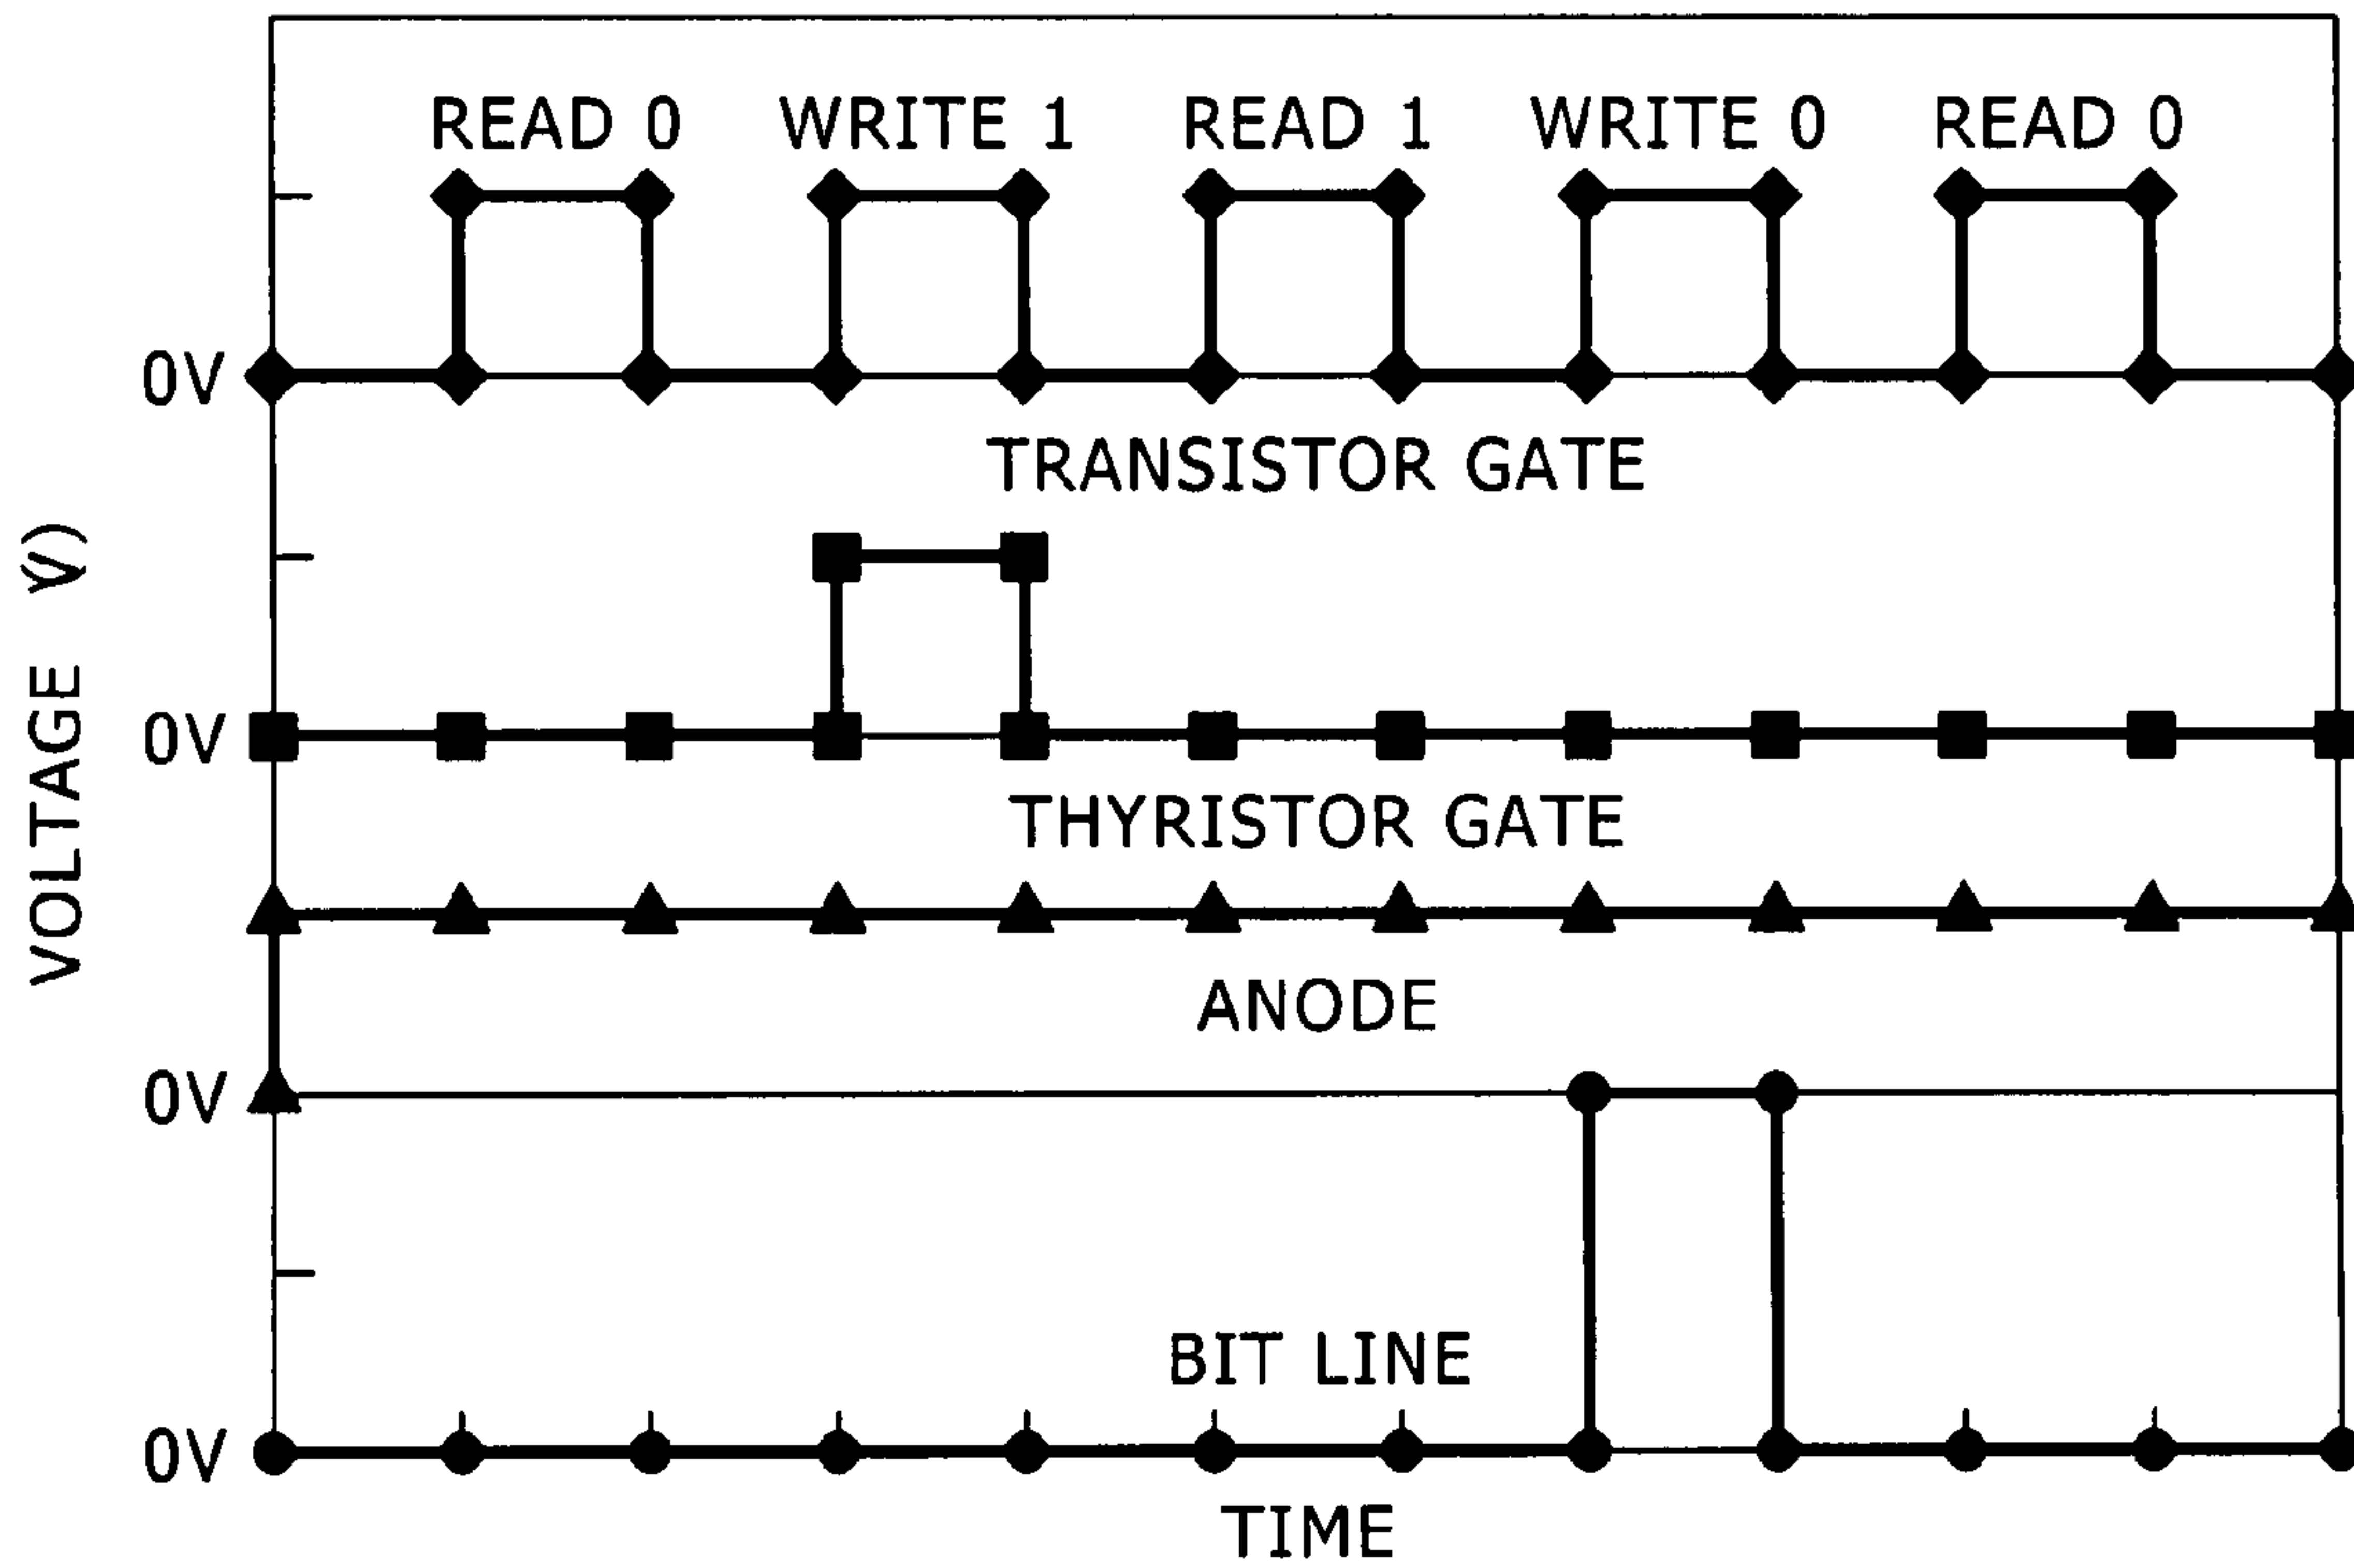 READ 0 WRITE 1 READ 1 WRITE 0 READ 0
0V
TRANSISTOR GATE
VOLTAGE V)
0V
THYRISTOR GATE
ANODE
0V
BIT LINE
0V
TIME